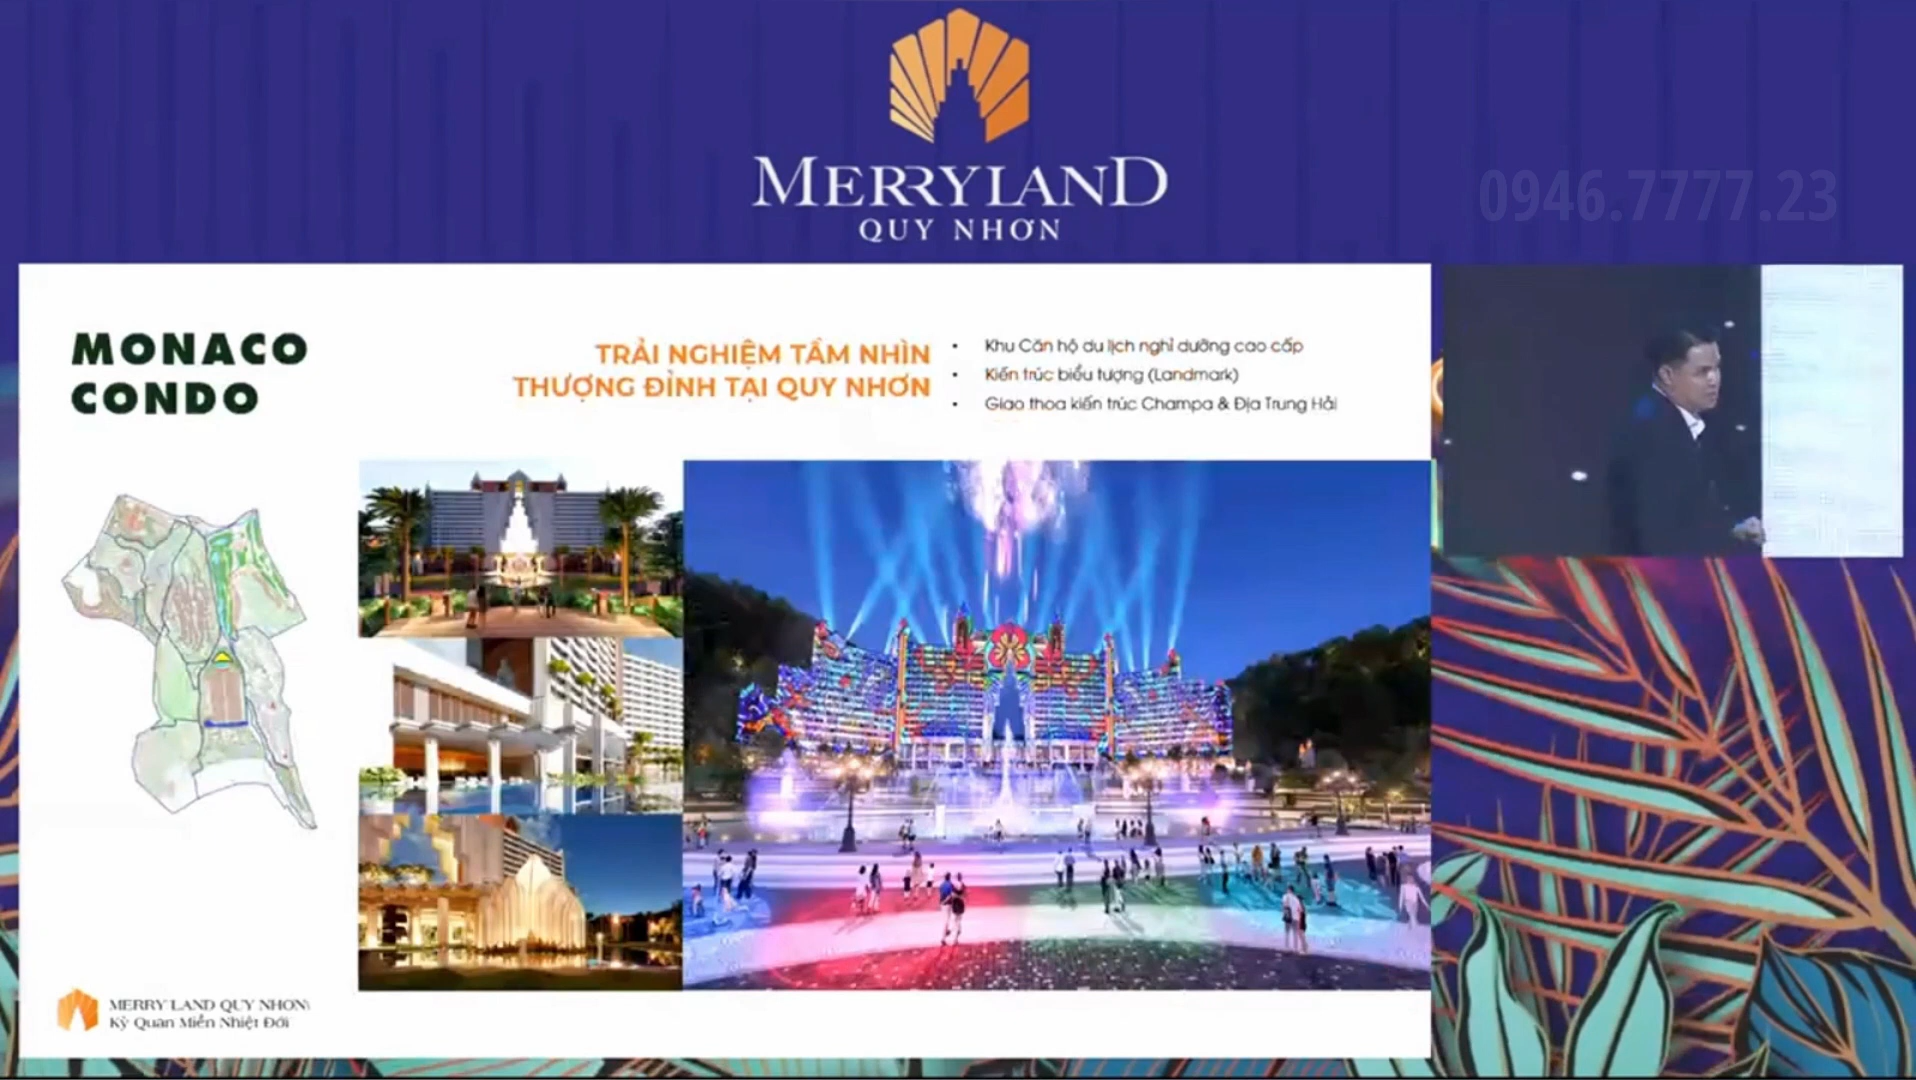 MERRYLAND
QUY NHƠN
0946.7777.23
MONACO
CONDO
TRẢI NGHIỆM TẦM NHÌN
THƯỢNG ĐỈNH TẠI QUY NHƠN
• Khu Căn hộ du lịch nghỉ dưỡng cao cấp
• Kiến trúc biểu tượng (Landmark)
• Giao thoa kiến trúc Champa & Địa Trung Hải
MERRY LAND QUY NHƠN
Kỳ Quan Miền Nhiệt Đới